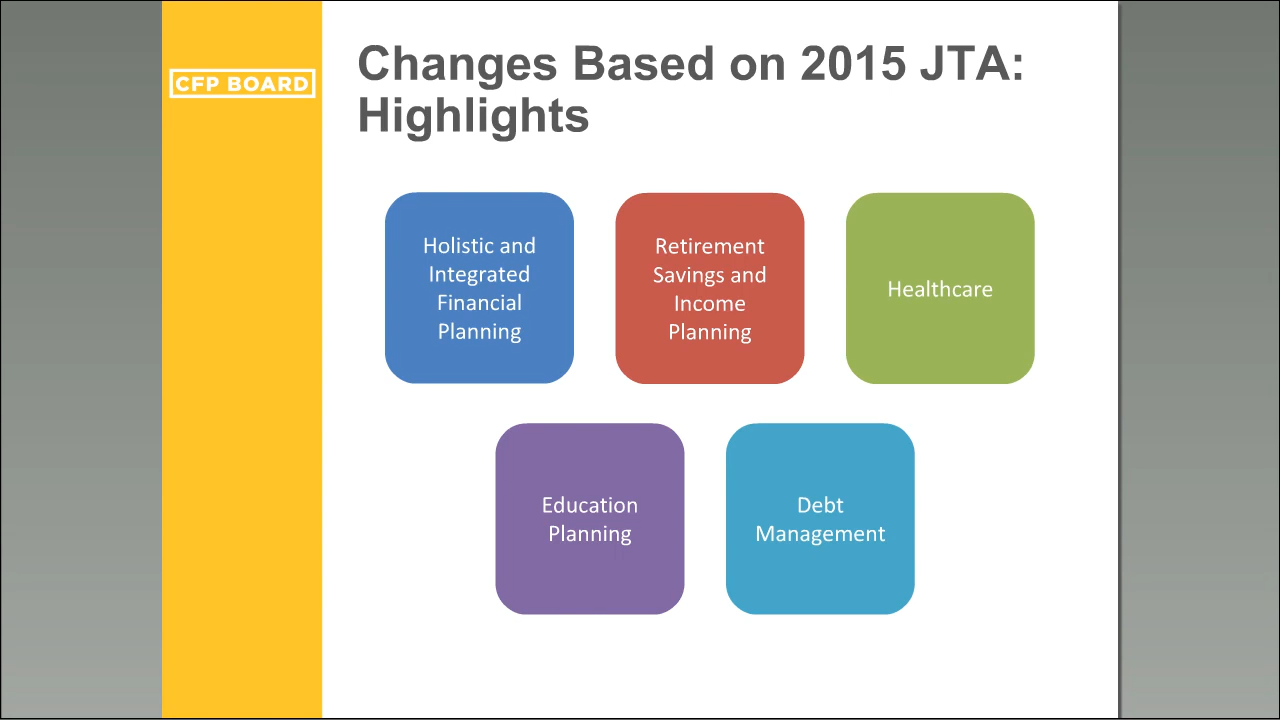 CFP BOARD
Changes Based on 2015 JTA:
Highlights
Holistic and
Integrated
Financial
Planning
Retirement
Savings and
Income
Planning
Healthcare
Education
Planning
Debt
Management